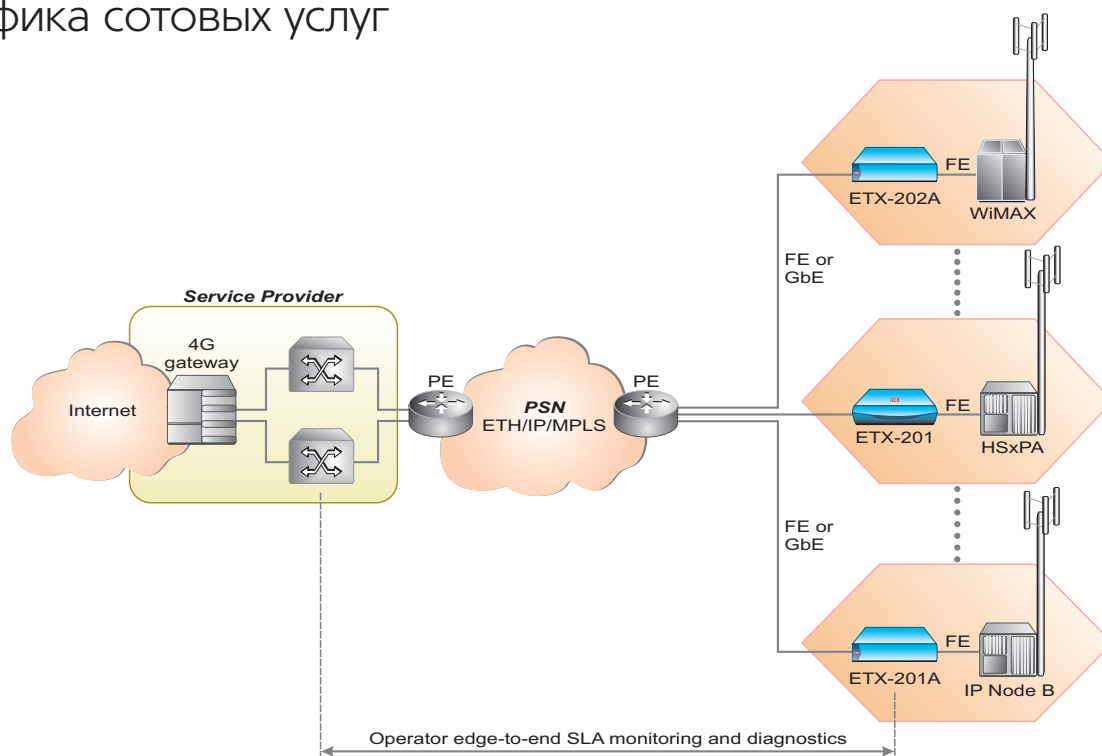 фика сотовых услуг
ETX-202A
FE
WiMAX
FE or
GbE
Service Provider
4G
gateway
Internet
PE
PSN
ETH/IP/MPLS
PE
ETX-201
FE
HSxPA
FE or
GbE
ETX-201A
FE
IP Node B
Operator edge-to-end SLA monitoring and diagnostics